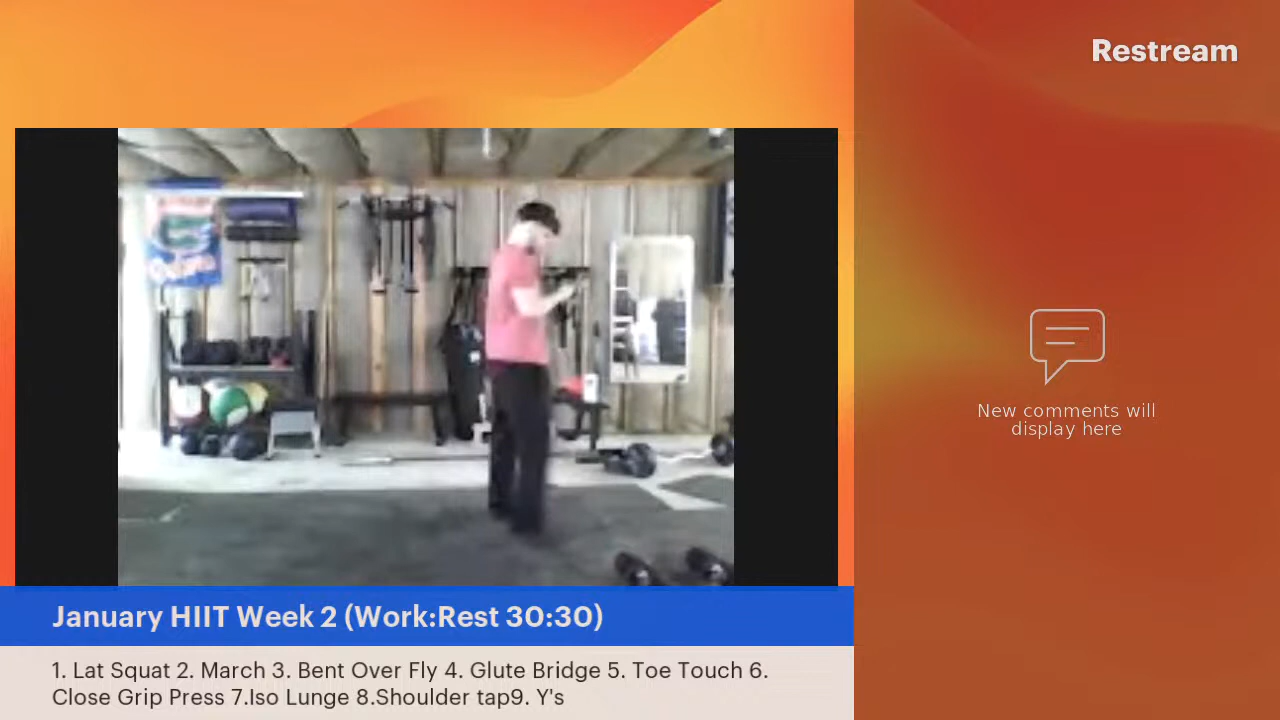 Restream
New comments will
display here
January HIIT Week 2 (Work:Rest 30:30)
1. Lat Squat 2. March 3. Bent Over Fly 4. Glute Bridge 5. Toe Touch 6.
Close Grip Press 7.Iso Lunge 8.Shoulder tap9. Y's